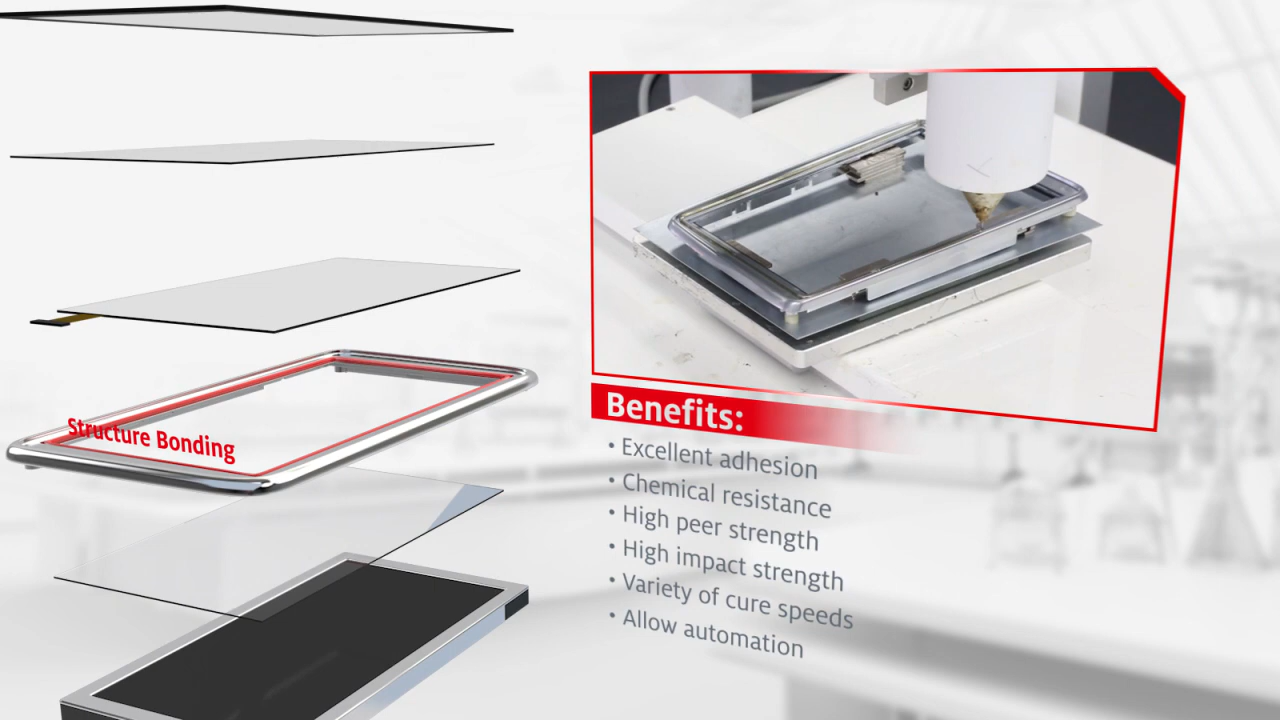 Structure Bonding
Benefits:
• Excellent adhesion
• Chemical resistance
• High peer strength
• High impact strength
• Variety of cure speeds
• Allow automation